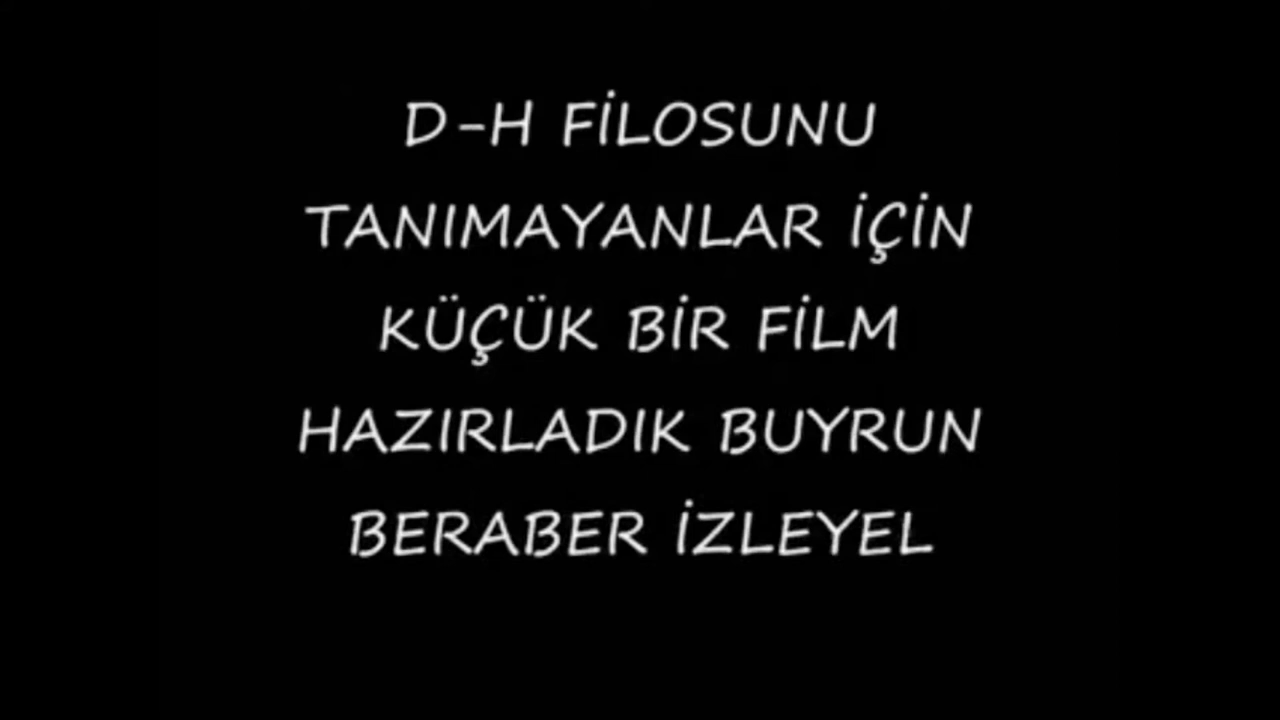 D-H FİLOSUNU
TANIMAYANLAR İÇİN
KÜÇÜK BİR FİLM
HAZIRLADIK BUYRUN
BERABER İZLEYEL